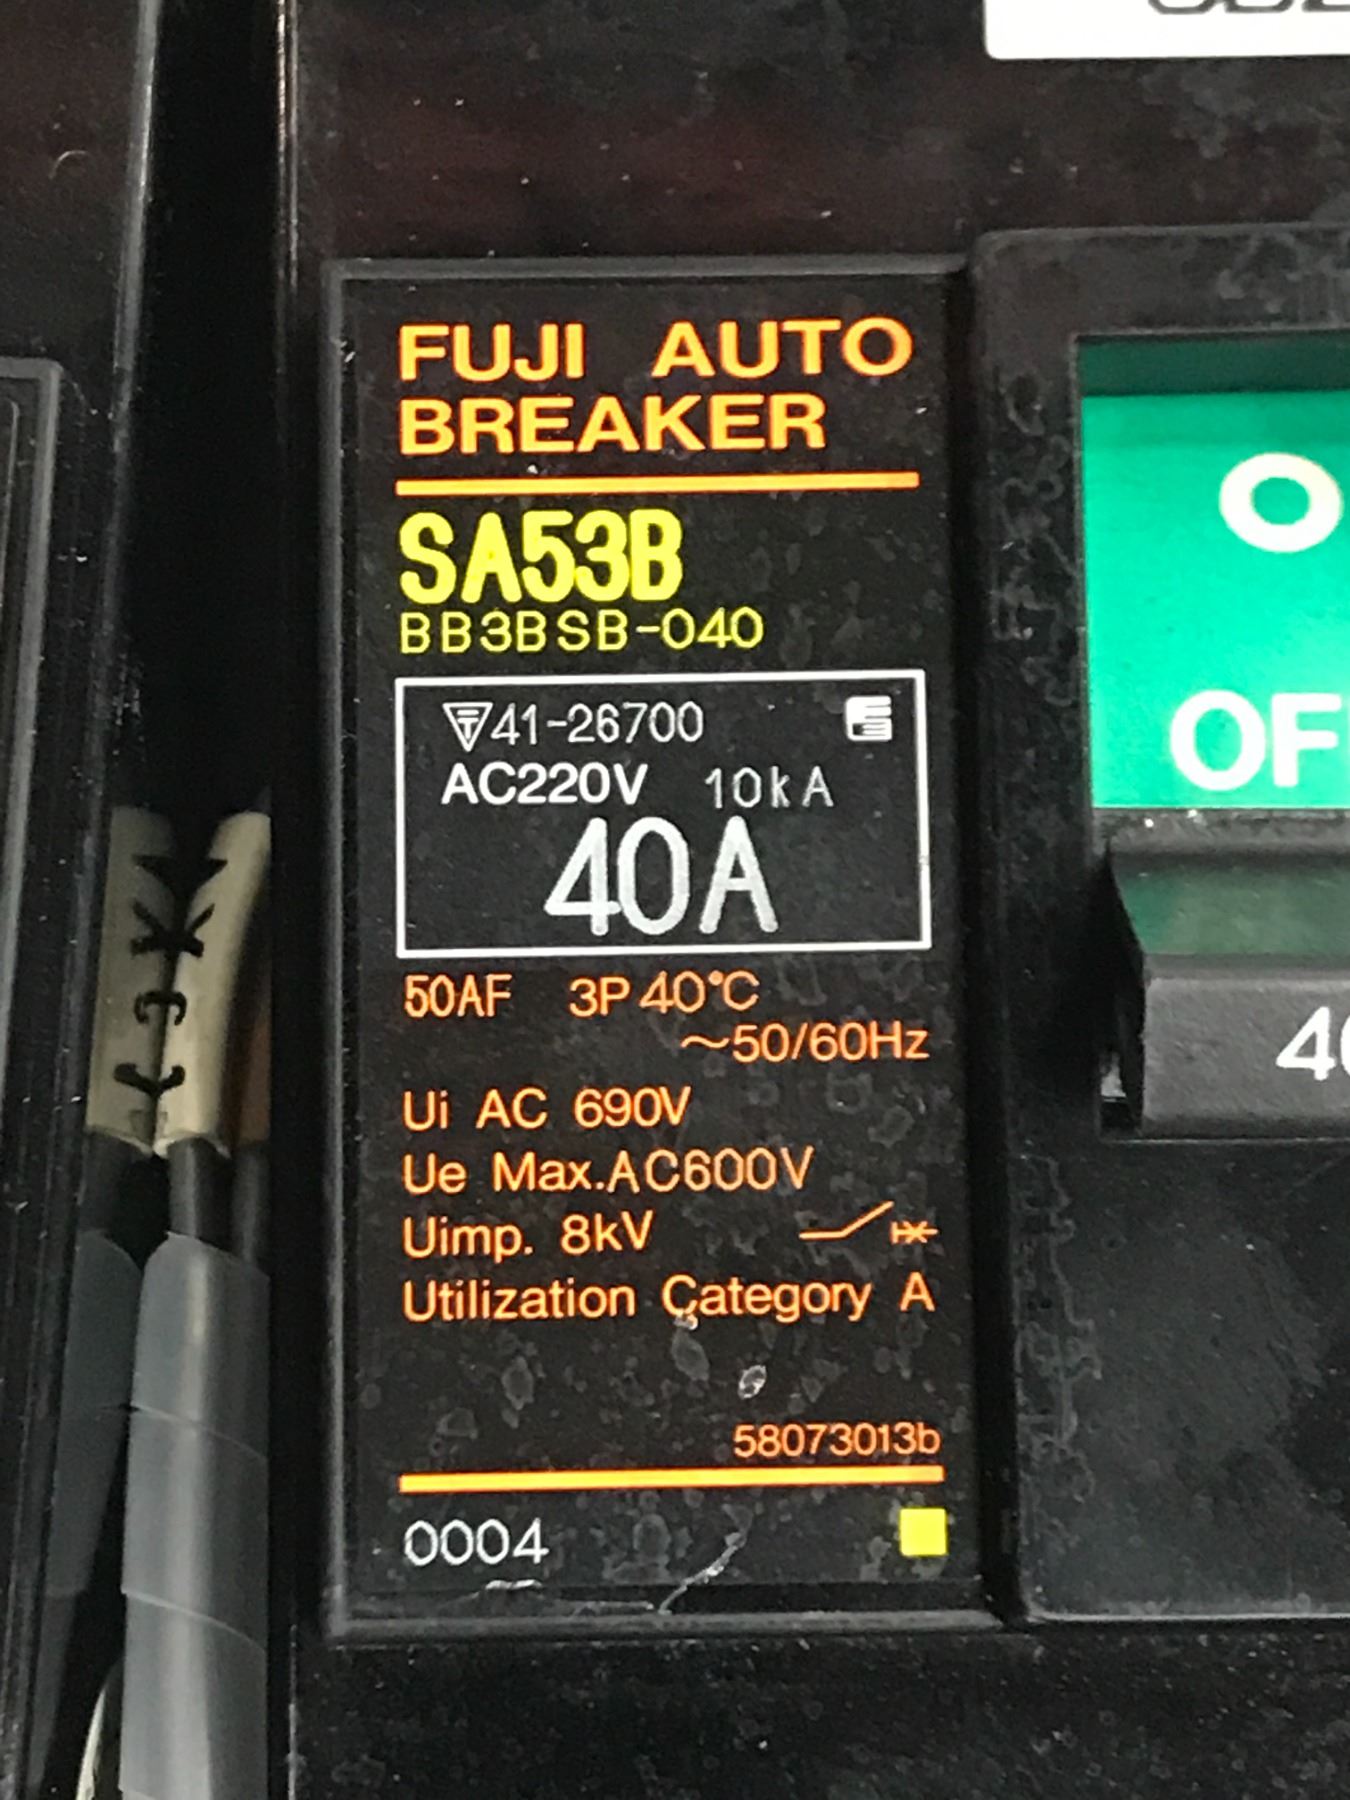 FUJI AUTO
BREAKER
SA53B
BB3BSB-040
41-26700
AC220V 10kA
40A
50AF 3P 40℃
~50/60Hz
Ui AC 690V
Ue Max.AC600V
Uimp. 8kV
Utilization Category A
58073013b
0004
O